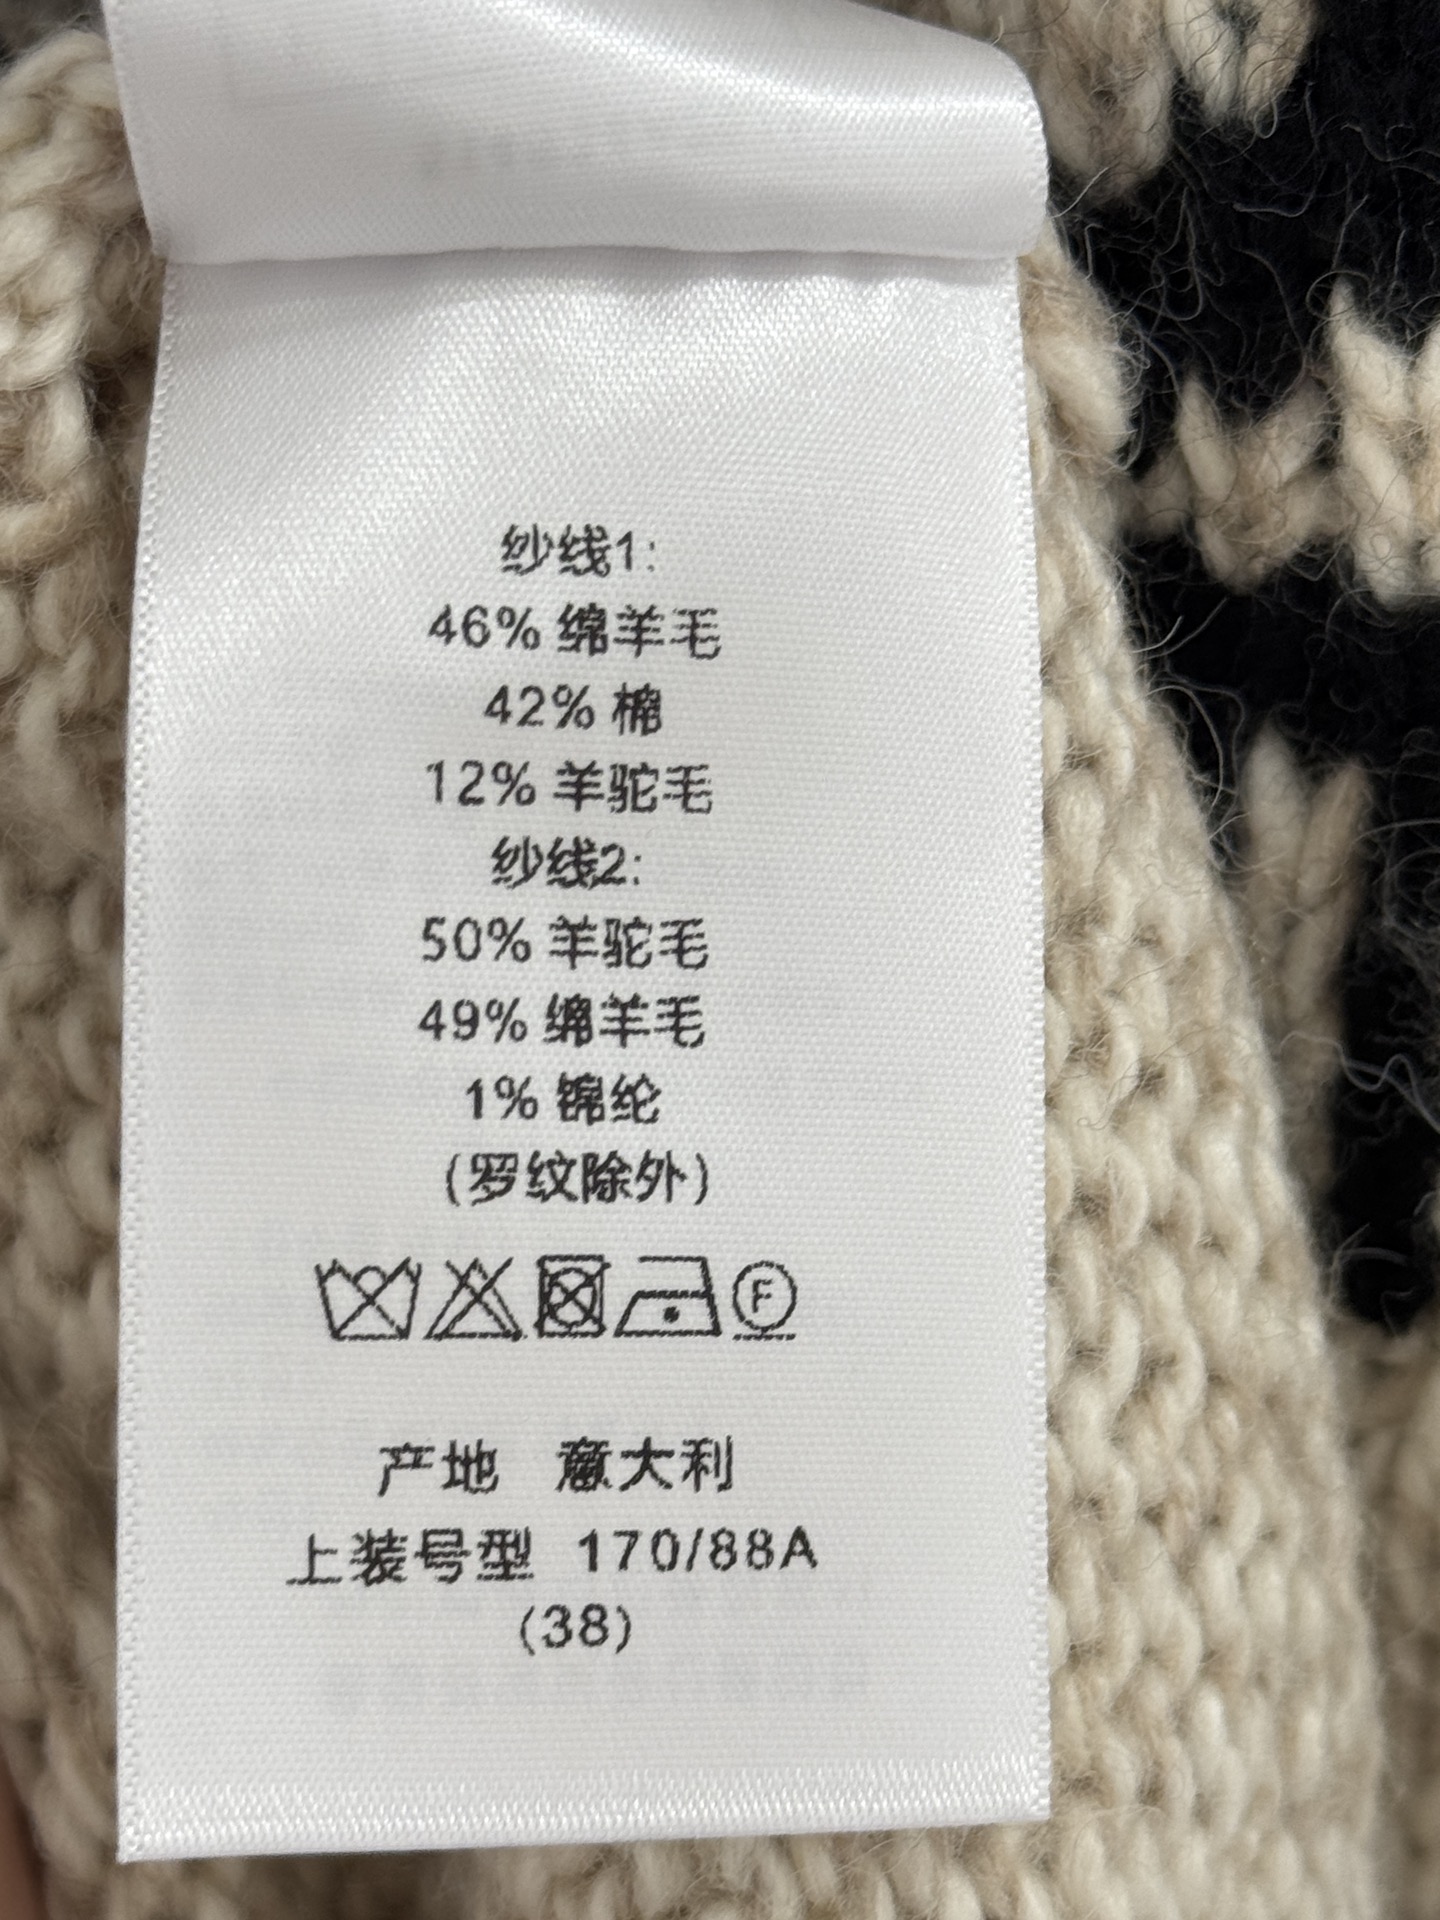 纱线1:
46% 绵羊毛
42% 棉
12% 羊驼毛
纱线2:
50% 羊驼毛
49% 绵羊毛
1% 锦纶
(罗纹除外)
F
产地 意大利
上装号型 170/88A
(38)